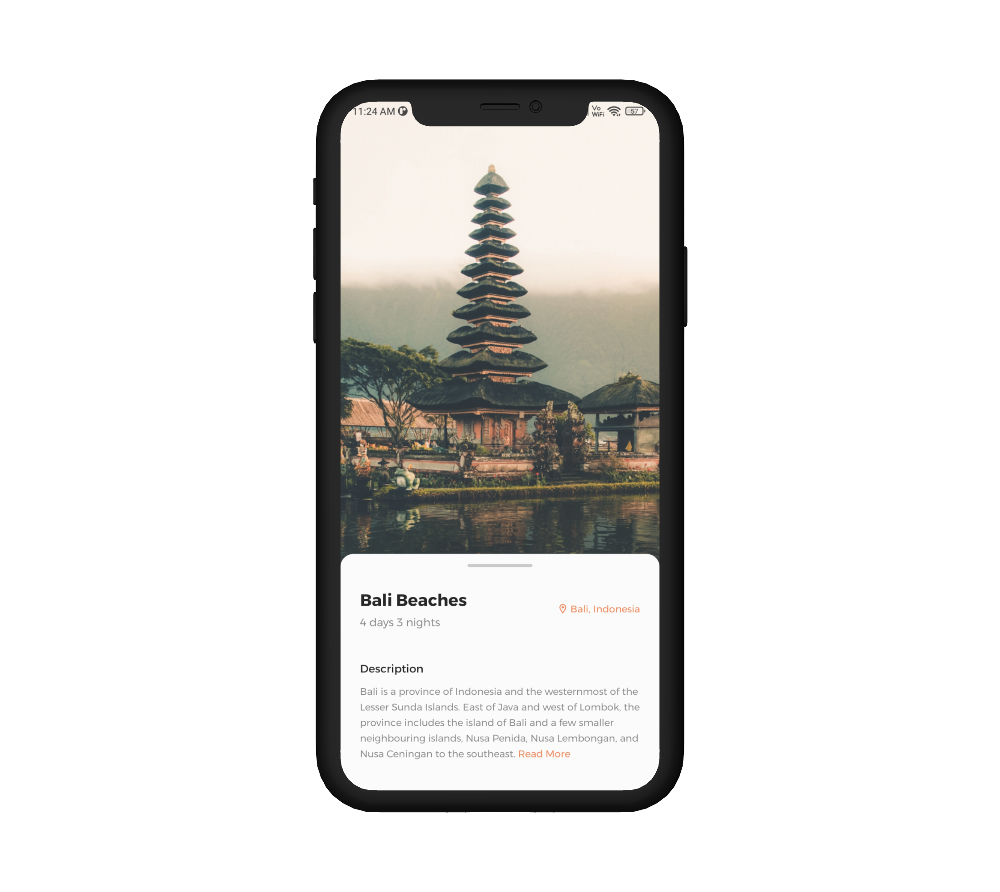 11:24 AM
Vo
WiFi
57
Bali Beaches
Bali, Indonesia
4 days 3 nights
Description
Bali is a province of Indonesia and the westernmost of the
Lesser Sunda Islands. East of Java and west of Lombok, the
province includes the island of Bali and a few smaller
neighbouring islands, Nusa Penida, Nusa Lembongan, and
Nusa Ceningan to the southeast. Read More